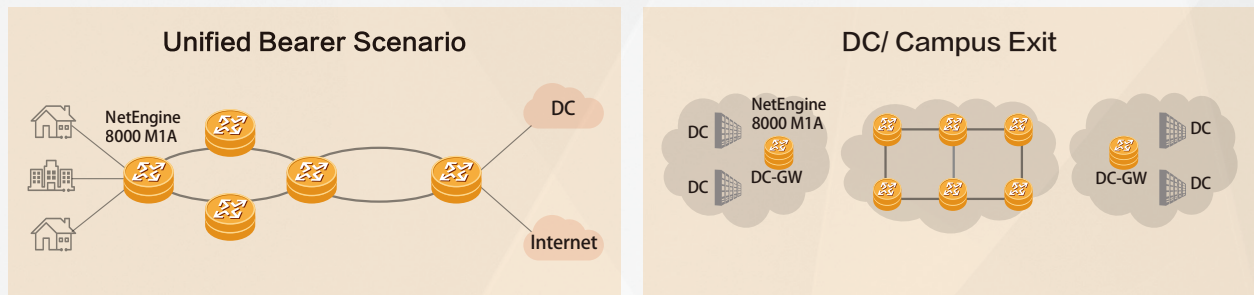 Unified Bearer Scenario
NetEngine
8000 M1A
DC
Internet
DC/ Campus Exit
NetEngine
8000 M1A
DC
DC-GW
DC
DC
DC-GW
DC